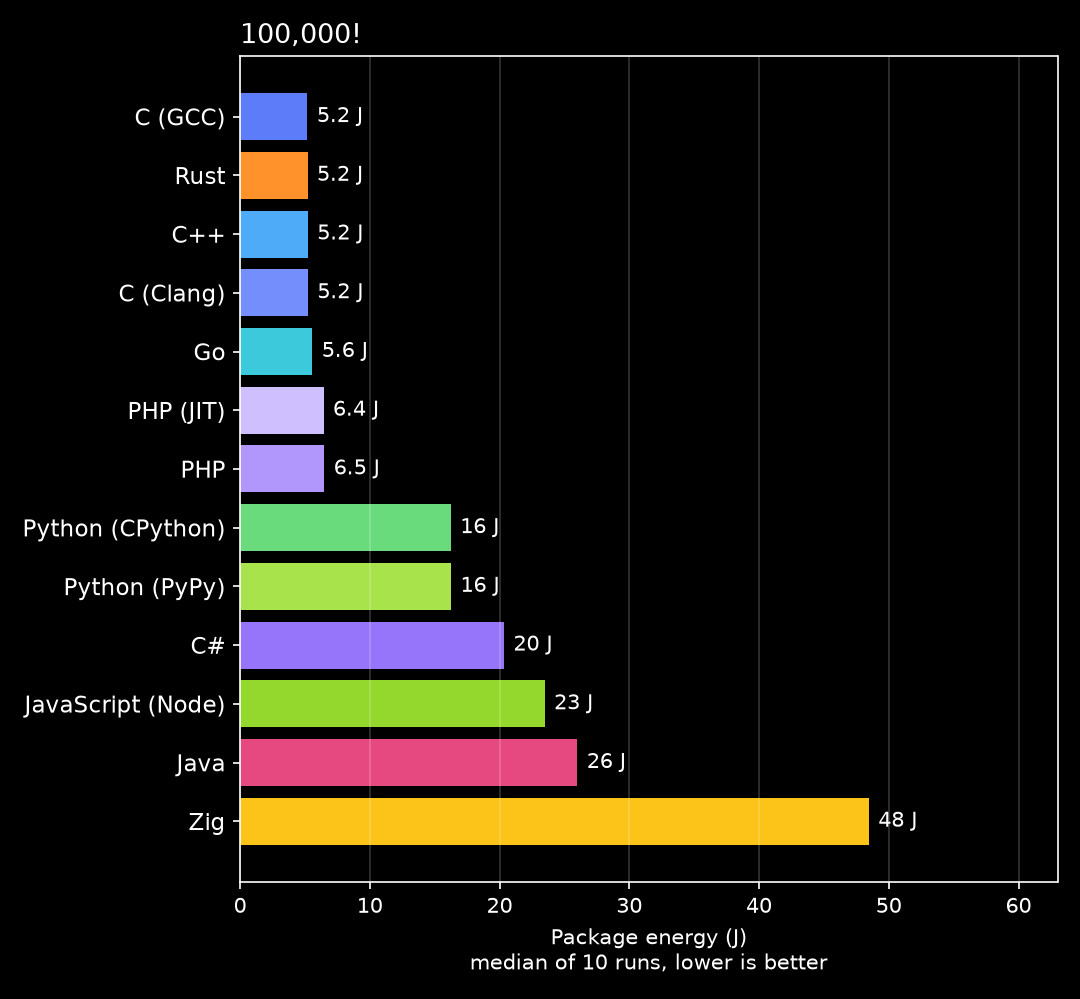 100,000!
C (GCC) 5.2 J
Rust 5.2 J
C++ 5.2 J
C (Clang) 5.2 J
Go 5.6 J
PHP (JIT) 6.4 J
PHP 6.5 J
Python (CPython) 16 J
Python (PyPy) 16 J
C# 20 J
JavaScript (Node) 23 J
Java 26 J
Zig 48 J
0 10 20 30 40 50 60
Package energy (J)
median of 10 runs, lower is better